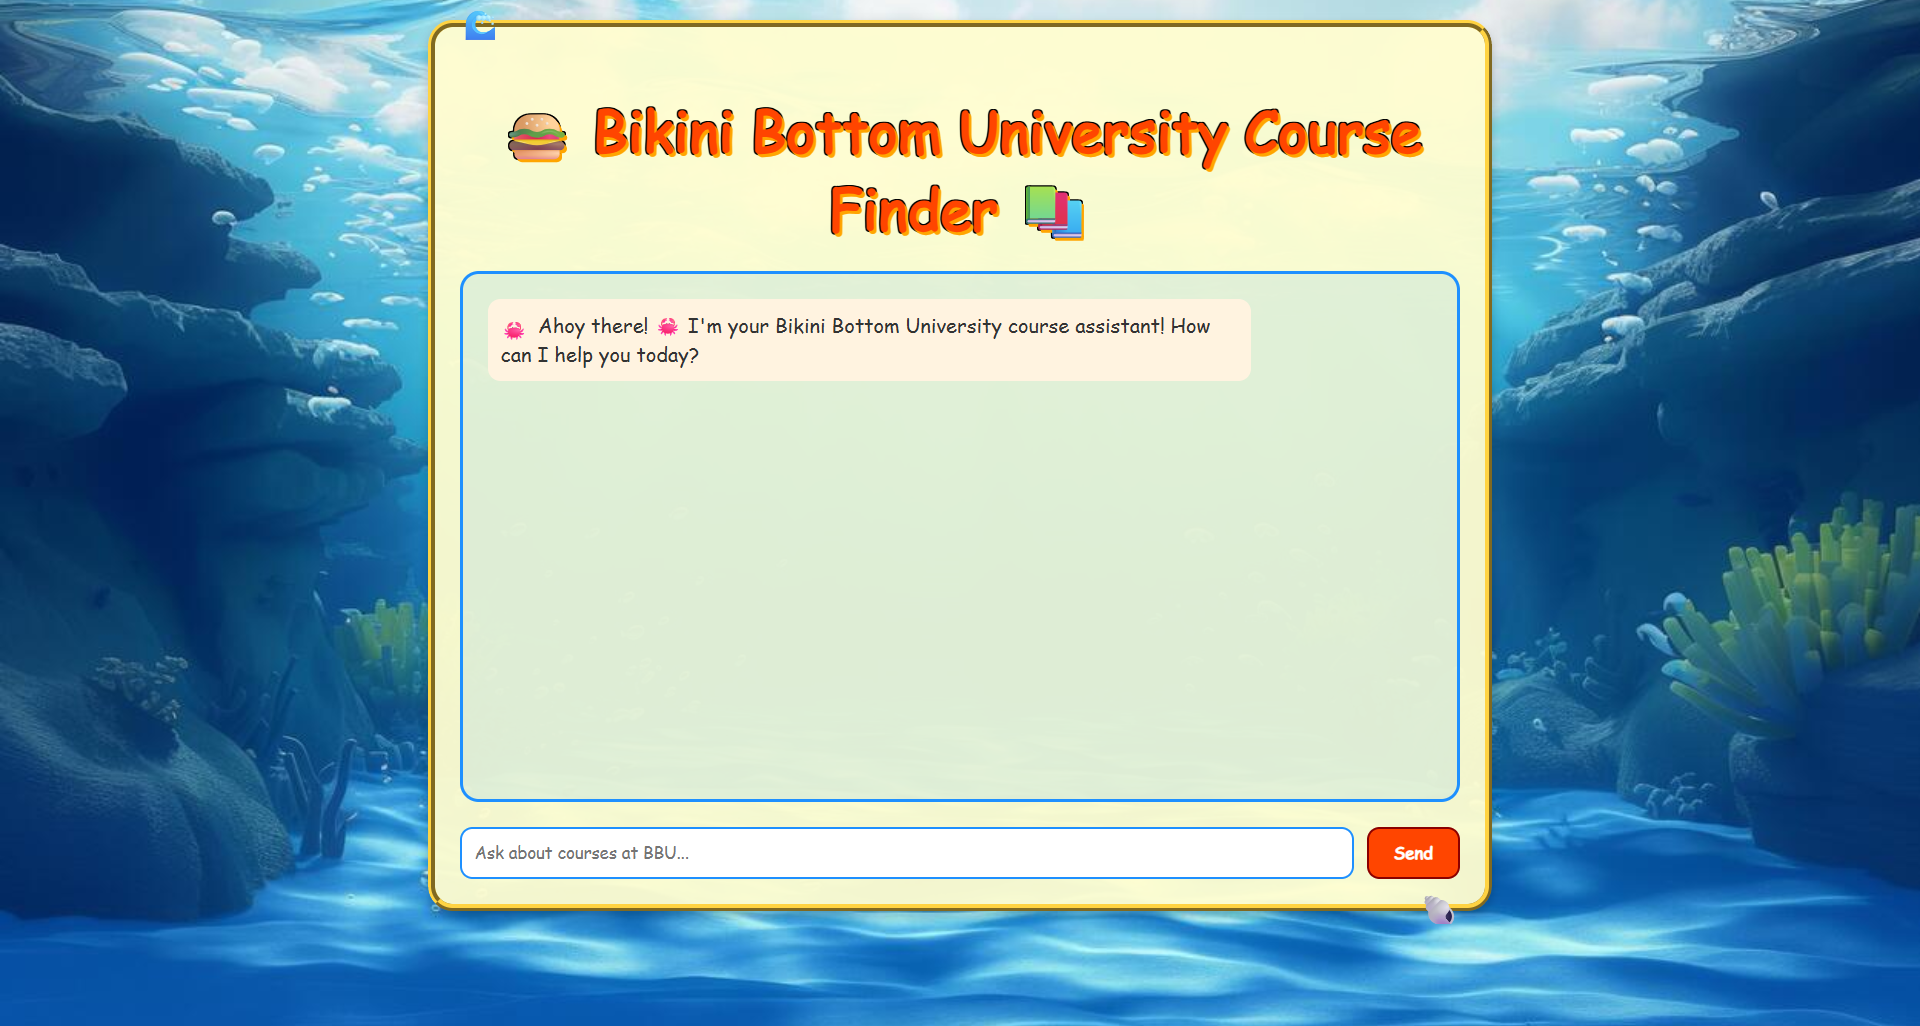 🍔 Bikini Bottom University Course
Finder 📚
🦀 Ahoy there! 🦀 I'm your Bikini Bottom University course assistant! How
can I help you today?
Ask about courses at BBU...
Send